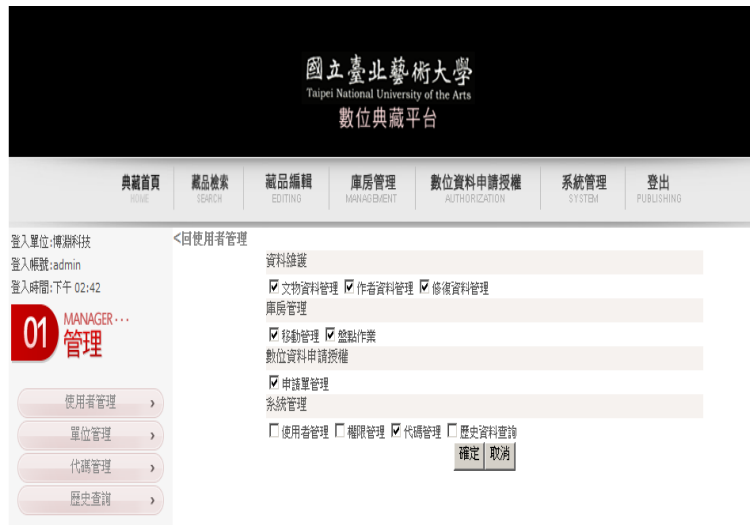 國立臺北藝術大學
Taipei National University of the Arts
數位典藏平台
典藏首頁 藏品檢索 藏品編輯 庫房管理 數位資料申請授權 系統管理 登出
HOME SEARCH EDITING MANAGEMENT AUTHORIZATION SYSTEM PUBLISHING
登入單位:傳淵科技
登入帳號:admin
登入時間:下午 02:42
01 MANAGER···
管理
使用者管理 ›
單位管理 ›
代碼管理 ›
歷史查詢 ›
<回使用者管理
資料維護
文物資料管理 作者資料管理 修復資料管理
庫房管理
移動管理 盤點作業
數位資料申請授權
申請單管理
系統管理
使用者管理 權限管理 代碼管理 歷史資料查詢
確定 取消